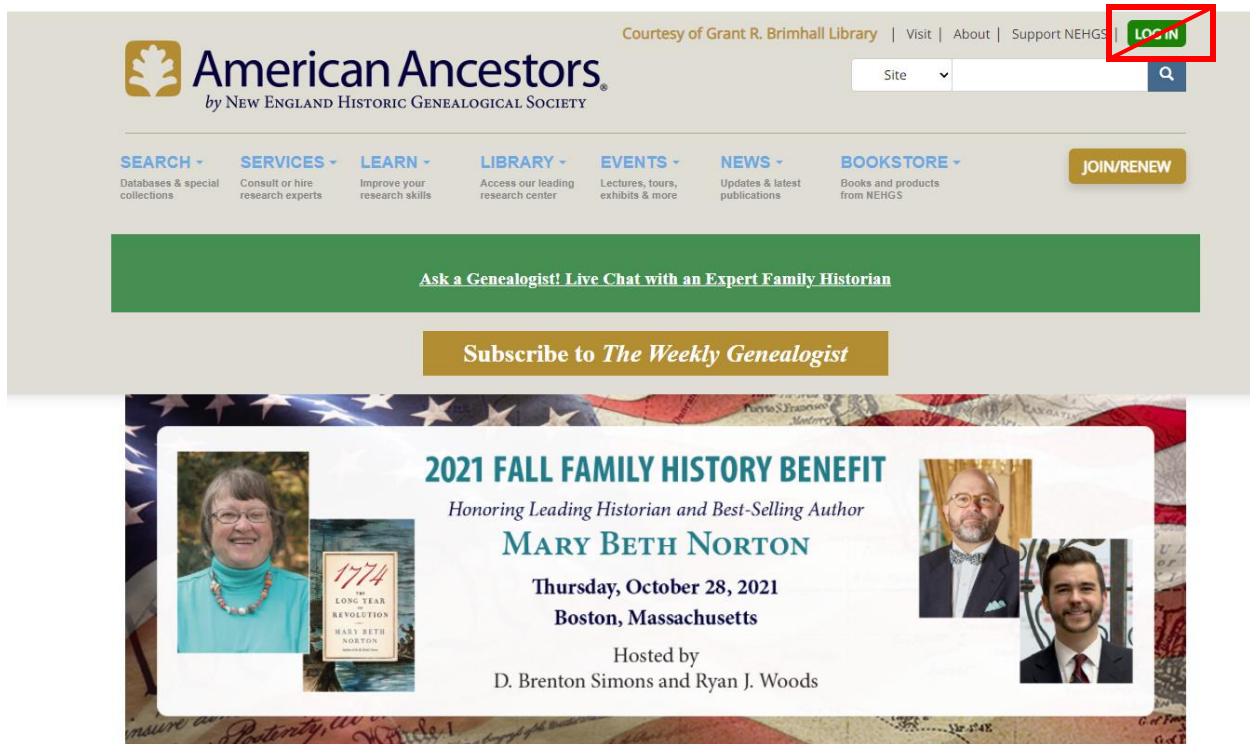 Courtesy of Grant R. Brimhall Library | Visit | About | Support NEHGS | LOG IN
American Ancestors®
by NEW ENGLAND HISTORIC GENEALOGICAL SOCIETY
Site
SEARCH SERVICES LEARN LIBRARY EVENTS NEWS BOOKSTORE
JOIN/RENEW
Databases & special collections
Consult or hire research experts
Improve your research skills
Access our leading research center
Lectures, tours, exhibits & more
Updates & latest publications
Books and products from NEHGS
Ask a Genealogist! Live Chat with an Expert Family Historian
Subscribe to The Weekly Genealogist
2021 FALL FAMILY HISTORY BENEFIT
Honoring Leading Historian and Best-Selling Author
MARY BETH NORTON
Thursday, October 28, 2021
Boston, Massachusetts
Hosted by
D. Brenton Simons and Ryan J. Woods
1774
THE
LONG YEAR
OF
REVOLUTION
MARY BETH
NORTON
insure
Posterity,